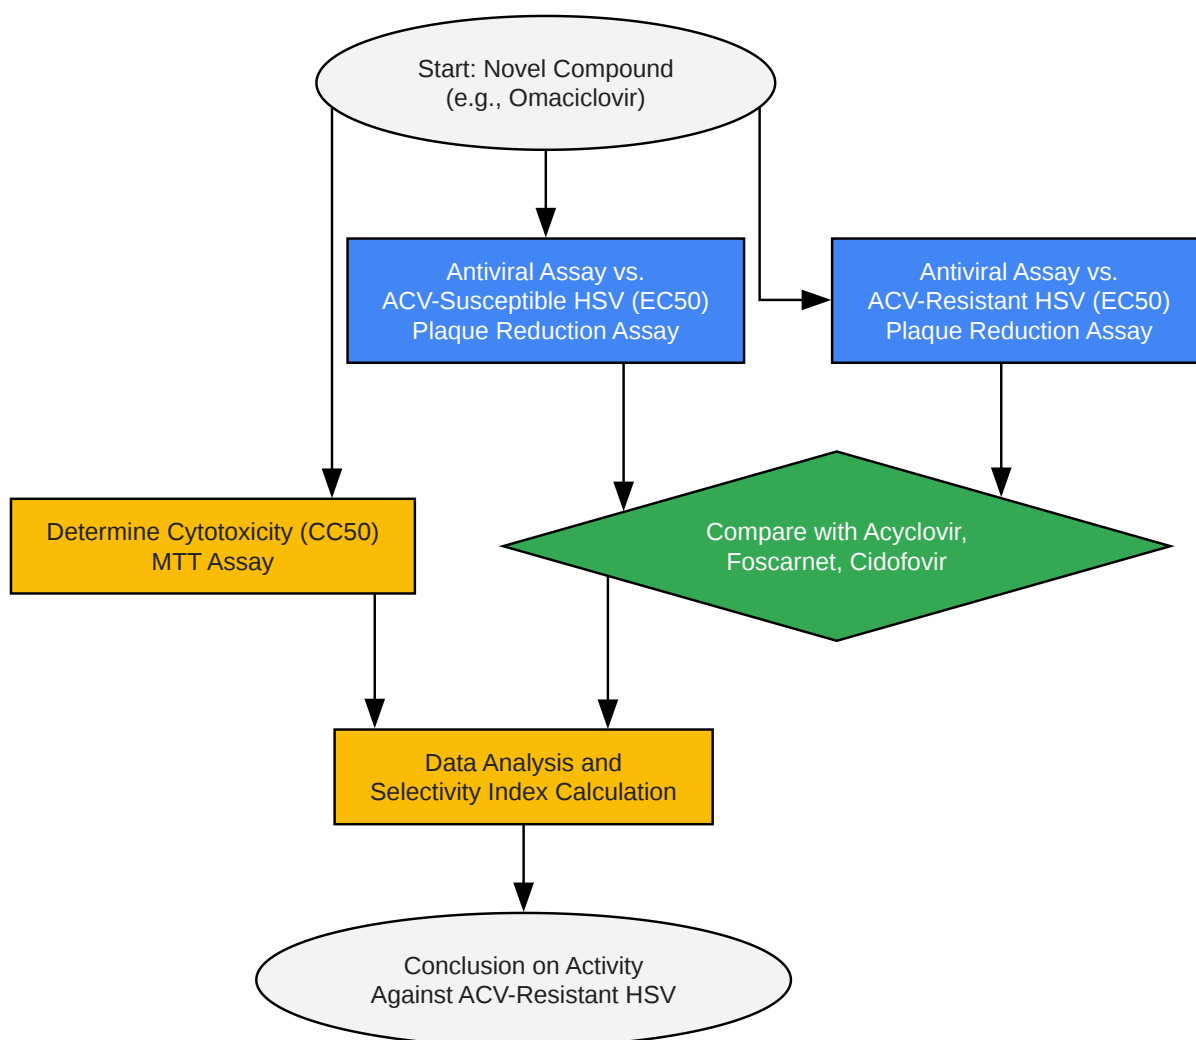 Start: Novel Compound
(e.g., Omaciclovir)
Antiviral Assay vs.
ACV-Susceptible HSV (EC50)
Plaque Reduction Assay
Antiviral Assay vs.
ACV-Resistant HSV (EC50)
Plaque Reduction Assay
Determine Cytotoxicity (CC50)
MTT Assay
Compare with Acyclovir,
Foscarnet, Cidofovir
Data Analysis and
Selectivity Index Calculation
Conclusion on Activity
Against ACV-Resistant HSV